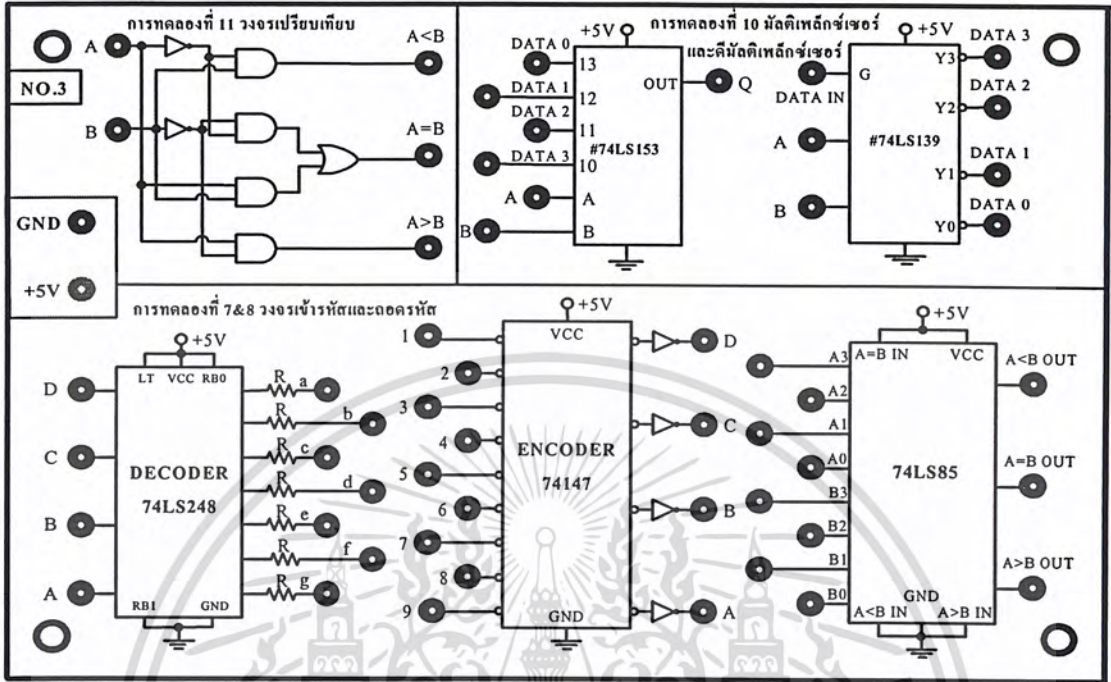 การทดลองที่ 11 วงจรเปรียบเทียบ
A
A<B
NO.3
B
A=B
A>B
GND
+5V
การทดลองที่ 10 มัลติเพล็กซ์เซอร์
และดีมัลติเพล็กซ์เซอร์
+5V
DATA 0
13
DATA 1
12
DATA 2
11
DATA 3
10
A
A
B
B
OUT
Q
#74LS153
+5V
G
DATA IN
A
B
#74LS139
Y3
DATA 3
Y2
DATA 2
Y1
DATA 1
Y0
DATA 0
การทดลองที่ 7&8 วงจรเข้ารหัสและถอดรหัส
+5V
LT VCC RB0
D
C
B
A
DECODER
74LS248
RBI GND
R a
R b
R c
R d
R e
R f
R g
+5V
VCC
1
2
3
4
5
6
7
8
9
ENCODER
74147
GND
D
C
B
A
+5V
A=B IN VCC
A3
A2
A1
A0
B3
B2
B1
B0
74LS85
GND
A<B IN A>B IN
A<B OUT
A=B OUT
A>B OUT